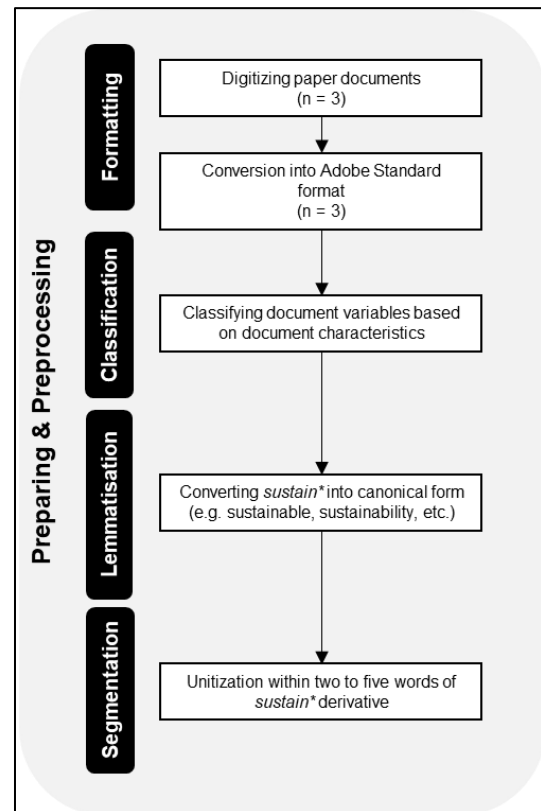 Preparing & Preprocessing
Formatting
Digitizing paper documents
(n = 3)
Conversion into Adobe Standard
format
(n = 3)
Classification
Classifying document variables based
on document characteristics
Lemmatisation
Converting sustain* into canonical form
(e.g. sustainable, sustainability, etc.)
Segmentation
Unitization within two to five words of
sustain* derivative